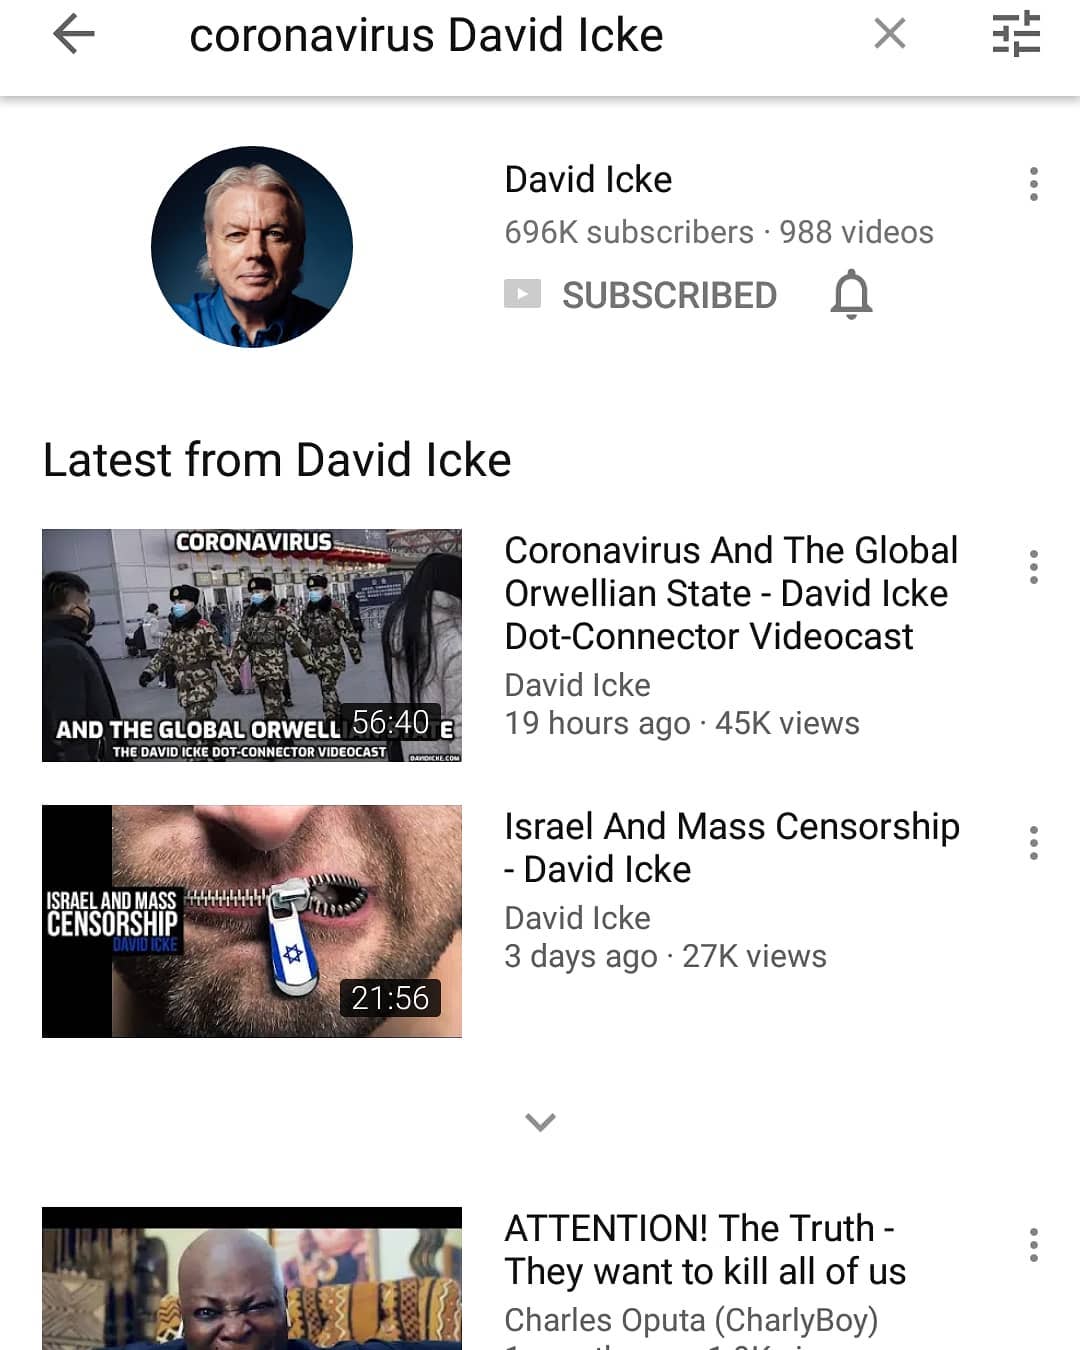 coronavirus David Icke
David Icke
696K subscribers · 988 videos
SUBSCRIBED
Latest from David Icke
CORONAVIRUS
AND THE GLOBAL ORWELL
E
56:40
THE DAVID ICKE DOT-CONNECTOR VIDEOCAST
DAVIDICKE.COM
Coronavirus And The Global
Orwellian State - David Icke
Dot-Connector Videocast
David Icke
19 hours ago · 45K views
ISRAEL AND MASS
CENSORSHIP
DAVID ICKE
21:56
Israel And Mass Censorship
- David Icke
David Icke
3 days ago · 27K views
ATTENTION! The Truth -
They want to kill all of us
Charles Oputa (CharlyBoy)